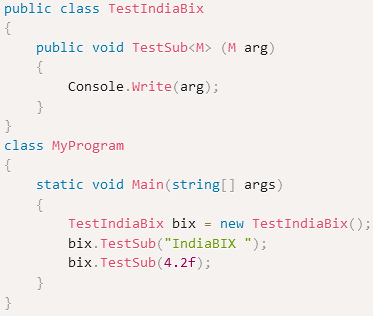 public class TestIndiaBix
{
    public void TestSub<M> (M arg)
    {
        Console.Write(arg);
    }
}
class MyProgram
{
    static void Main(string[] args)
    {
        TestIndiaBix bix = new TestIndiaBix();
        bix.TestSub("IndiaBIX ");
        bix.TestSub(4.2f);
    }
}